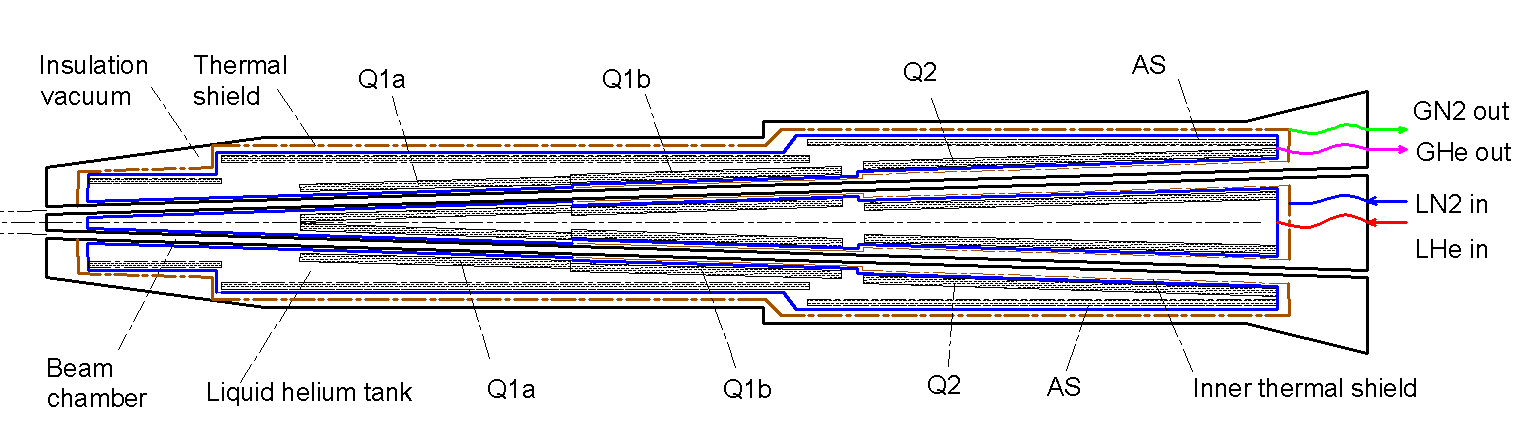 Insulation
vacuum
Thermal
shield
Q1a
Q1b
Q2
AS
GN2 out
GHe out
LN2 in
LHe in
Beam
chamber
Liquid helium tank
Q1a
Q1b
Q2
AS
Inner thermal shield